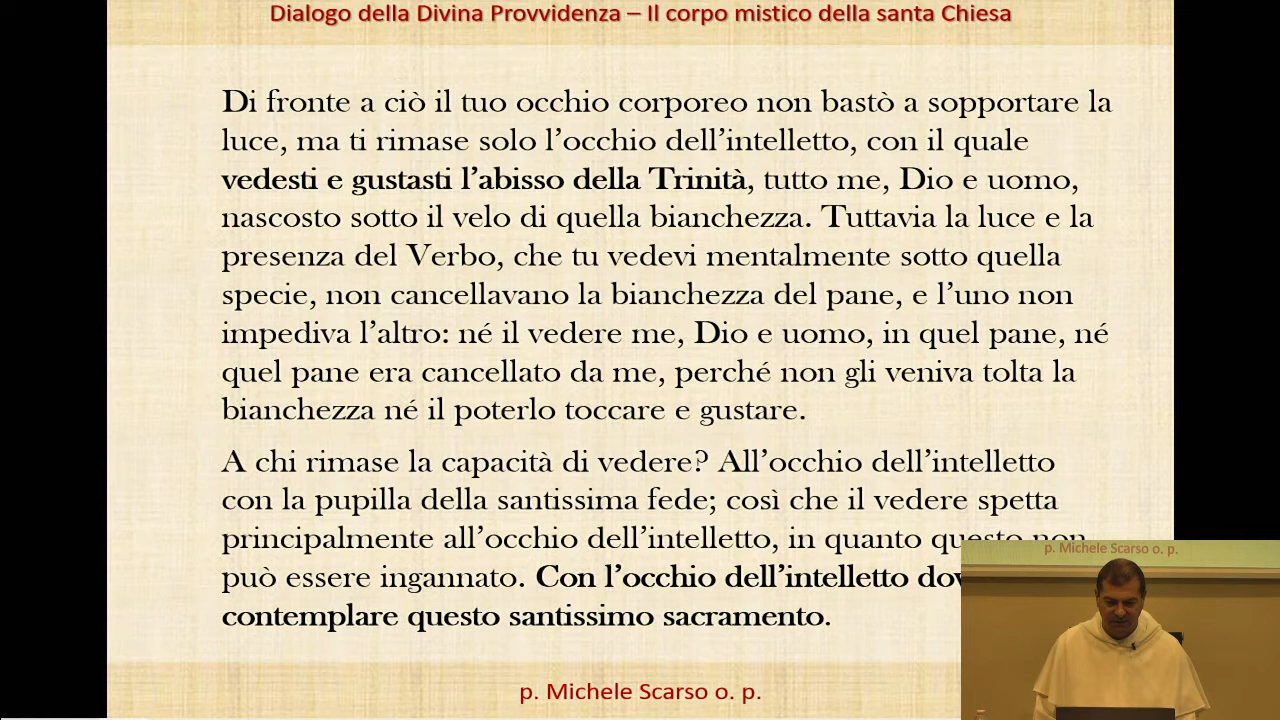 Dialogo della Divina Provvidenza – Il corpo mistico della santa Chiesa
Di fronte a ciò il tuo occhio corporeo non bastò a sopportare la
luce, ma ti rimase solo l’occhio dell’intelletto, con il quale
vedesti e gustasti l’abisso della Trinità, tutto me, Dio e uomo,
nascosto sotto il velo di quella bianchezza. Tuttavia la luce e la
presenza del Verbo, che tu vedevi mentalmente sotto quella
specie, non cancellavano la bianchezza del pane, e l’uno non
impediva l’altro: né il vedere me, Dio e uomo, in quel pane, né
quel pane era cancellato da me, perché non gli veniva tolta la
bianchezza né il poterlo toccare e gustare.
A chi rimase la capacità di vedere? All’occhio dell’intelletto
con la pupilla della santissima fede; così che il vedere spetta
principalmente all’occhio dell’intelletto, in quanto questo non
può essere ingannato. Con l’occhio dell’intelletto
contemplare questo santissimo sacramento.
p. Michele Scarso o. p.
p. Michele Scarso o. p.